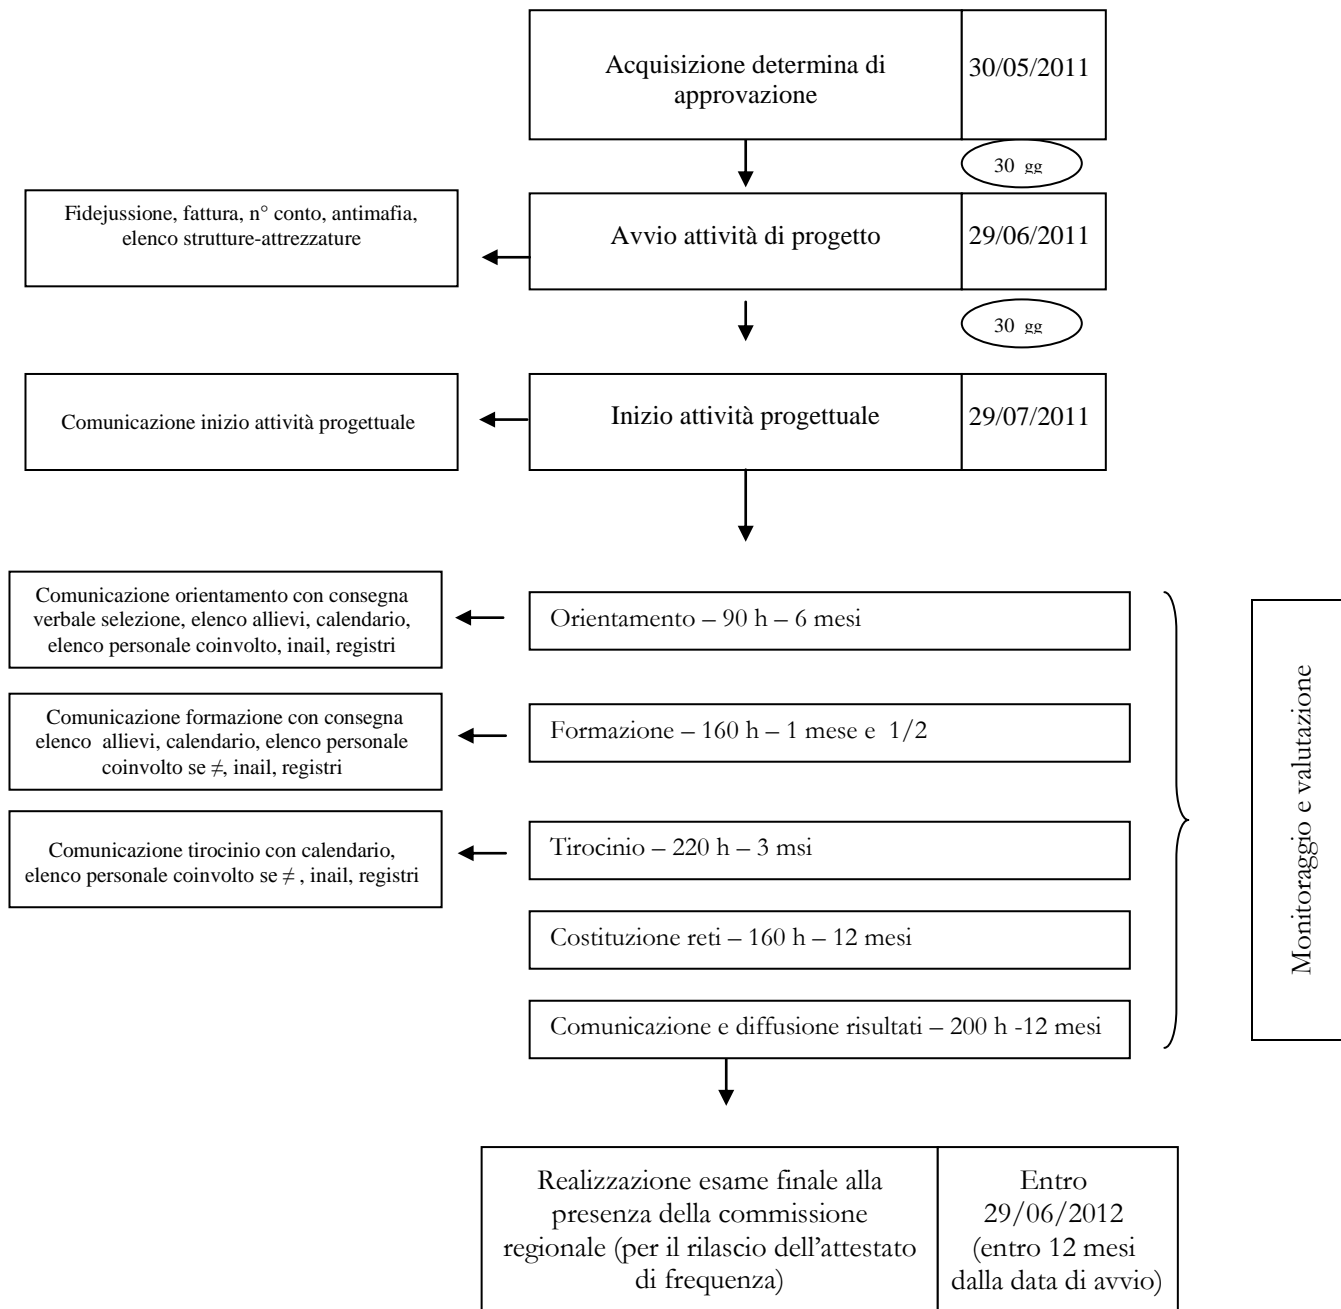 Acquisizione determina di
approvazione
30/05/2011
30 gg
Fidejussione, fattura, n° conto, antimafia,
elenco strutture-attrezzature
Avvio attività di progetto
29/06/2011
30 gg
Comunicazione inizio attività progettuale
Inizio attività progettuale
29/07/2011
Comunicazione orientamento con consegna
verbale selezione, elenco allievi, calendario,
elenco personale coinvolto, inail, registri
Orientamento – 90 h – 6 mesi
Comunicazione formazione con consegna
elenco allievi, calendario, elenco personale
coinvolto se ≠, inail, registri
Formazione – 160 h – 1 mese e 1/2
Comunicazione tirocinio con calendario,
elenco personale coinvolto se ≠ , inail, registri
Tirocinio – 220 h – 3 msi
Costituzione reti – 160 h – 12 mesi
Comunicazione e diffusione risultati – 200 h -12 mesi
Monitoraggio e valutazione
Realizzazione esame finale alla
presenza della commissione
regionale (per il rilascio dell’attestato
di frequenza)
Entro
29/06/2012
(entro 12 mesi
dalla data di avvio)